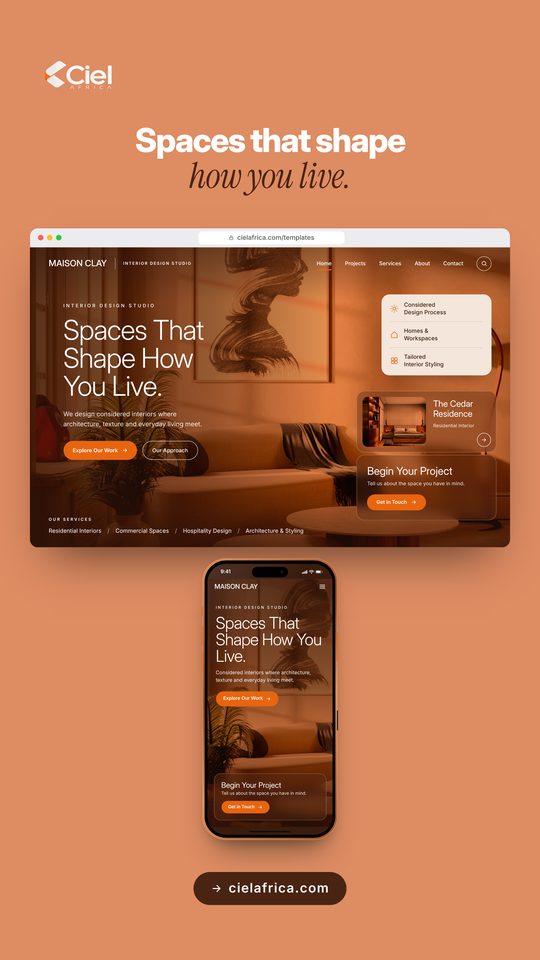 Ciel
AFRICA
Spaces that shape
how you live.
cielafrica.com/templates
MAISON CLAY
INTERIOR DESIGN STUDIO
Home
Projects
Services
About
Contact
INTERIOR DESIGN STUDIO
Spaces That
Shape How
You Live.
We design considered interiors where
architecture, texture and everyday living meet.
Explore Our Work →
Our Approach
Considered
Design Process
Homes &
Workspaces
Tailored
Interior Styling
The Cedar
Residence
Residential Interior
Begin Your Project
Tell us about the space you have in mind.
Get in Touch →
OUR SERVICES
Residential Interiors / Commercial Spaces / Hospitality Design / Architecture & Styling
9:41
MAISON CLAY
INTERIOR DESIGN STUDIO
Spaces That
Shape How You
Live.
Considered interiors where architecture,
texture and everyday living meet.
Explore Our Work →
Begin Your Project
Tell us about the space you have in mind.
Get in Touch →
→ cielafrica.com